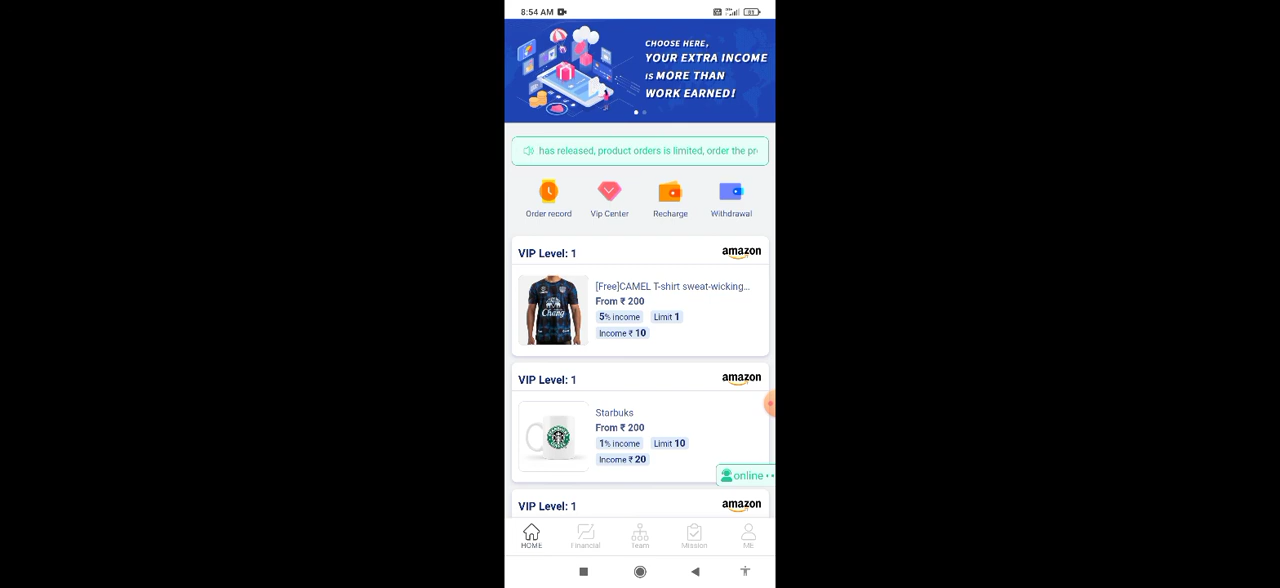 8:54 AM
CHOOSE HERE,
YOUR EXTRA INCOME
IS MORE THAN
WORK EARNED!
has released, product orders is limited, order the pr
Order record
Vip Center
Recharge
Withdrawal
VIP Level: 1
amazon
Chang
[Free]CAMEL T-shirt sweat-wicking...
From ₹ 200
5% income Limit 1
Income ₹ 10
VIP Level: 1
amazon
Starbuks
From ₹ 200
1% income Limit 10
Income ₹ 20
online
VIP Level: 1
amazon
HOME
Financial
Team
Mission
ME